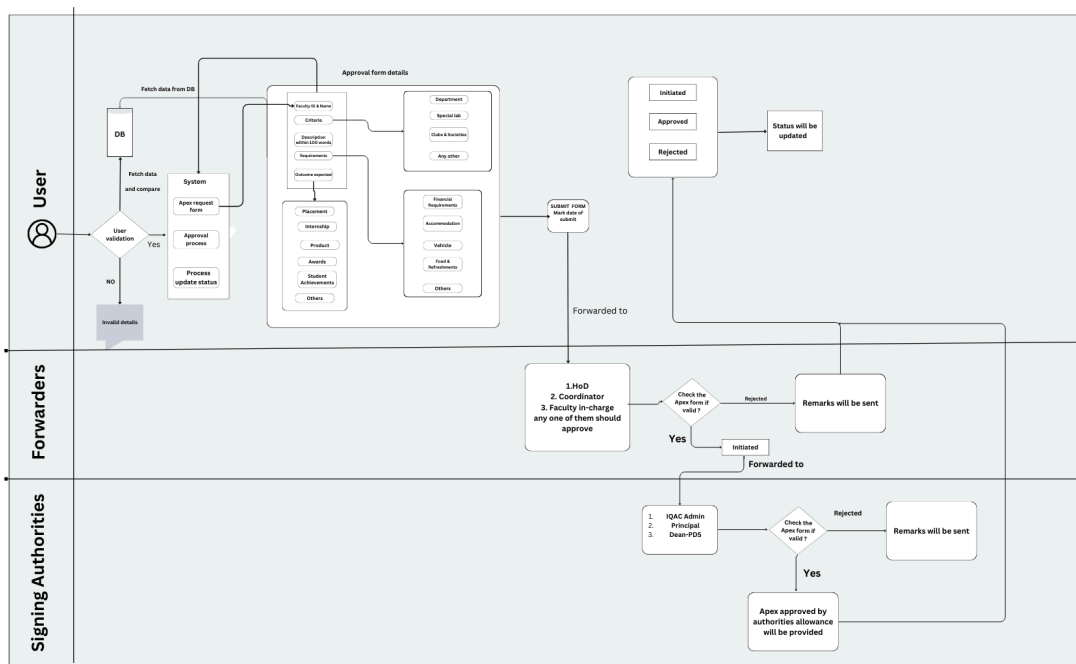 User
Forwarders
Signing Authorities
Fetch data from DB
DB
Fetch data
and compare
User
validation
Yes
NO
Invalid details
System
Apex request
form
Approval
process
Process
update status
Approval form details
Faculty ID & Name
Criteria
Description
within 100 words
Requirements
Outcome expected
Department
Special lab
Clubs & Societies
Any other
Placement
Internship
Product
Awards
Student
Achievements
Others
Financial
Requirements
Accommodation
Vehicle
Food &
Refreshments
Others
SUBMIT FORM
Mark date of
submit
Forwarded to
Initiated
Approved
Rejected
Status will be
updated
1.HoD
2. Coordinator
3. Faculty in-charge
any one of them should
approve
Check the
Apex form if
valid ?
Rejected
Remarks will be sent
Yes
Initiated
Forwarded to
1. IQAC Admin
2. Principal
3. Dean-PDS
Check the
Apex form if
valid ?
Rejected
Remarks will be sent
Yes
Apex approved by
authorities allowance
will be provided